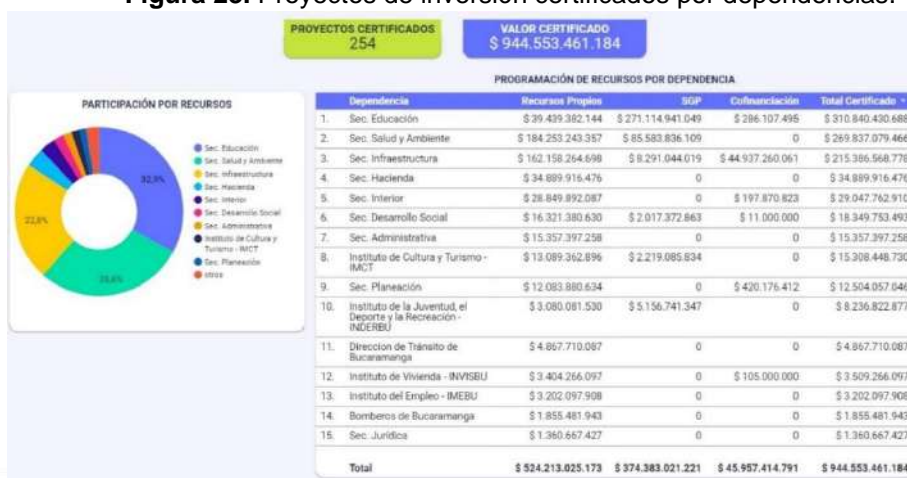 Figura 23. Proyectos de inversión certificados por dependencias.
PROYECTOS CERTIFICADOS
254
VALOR CERTIFICADO
$ 944.553.461.184
PROGRAMACIÓN DE RECURSOS POR DEPENDENCIA
PARTICIPACIÓN POR RECURSOS
32,9%
28,6%
22,8%
Sec. Educación
Sec. Salud y Ambiente
Sec. Infraestructura
Sec. Hacienda
Sec. Interior
Sec. Desarrollo Social
Sec. Administrativa
Instituto de Cultura y
Turismo - IMCT
Sec. Planeación
otros
Dependencia Recursos Propios SGP Cofinanciación Total Certificado
1. Sec. Educación $ 39.439.382.144 $ 271.114.941.049 $ 286.107.495 $ 310.840.430.688
2. Sec. Salud y Ambiente $ 184.253.243.357 $ 85.583.836.109 0 $ 269.837.079.466
3. Sec. Infraestructura $ 162.158.264.698 $ 8.291.044.019 $ 44.937.260.061 $ 215.386.568.778
4. Sec. Hacienda $ 34.889.916.476 0 0 $ 34.889.916.476
5. Sec. Interior $ 28.849.892.087 0 $ 197.870.823 $ 29.047.762.910
6. Sec. Desarrollo Social $ 16.321.380.630 $ 2.017.372.863 $ 11.000.000 $ 18.349.753.493
7. Sec. Administrativa $ 15.357.397.258 0 0 $ 15.357.397.258
8. Instituto de Cultura y Turismo - $ 13.089.362.896 $ 2.219.085.834 0 $ 15.308.448.730
IMCT
9. Sec. Planeación $ 12.083.880.634 0 $ 420.176.412 $ 12.504.057.046
10. Instituto de la Juventud, el $ 3.080.081.530 $ 5.156.741.347 0 $ 8.236.822.877
Deporte y la Recreación -
INDERBU
11. Direccion de Tránsito de $ 4.867.710.087 0 0 $ 4.867.710.087
Bucaramanga
12. Instituto de Vivienda - INVISBU $ 3.404.266.097 0 $ 105.000.000 $ 3.509.266.097
13. Instituto del Empleo - IMEBU $ 3.202.097.908 0 0 $ 3.202.097.908
14. Bomberos de Bucaramanga $ 1.855.481.943 0 0 $ 1.855.481.943
15. Sec. Jurídica $ 1.360.667.427 0 0 $ 1.360.667.427
Total $ 524.213.025.173 $ 374.383.021.221 $ 45.957.414.791 $ 944.553.461.184